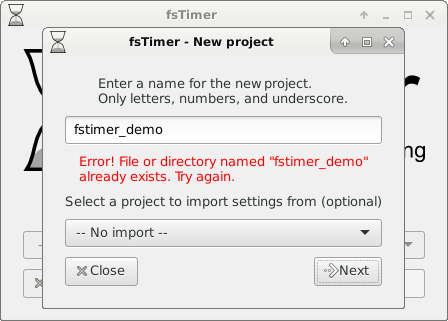 fsTimer
fsTimer - New project
Enter a name for the new project.
Only letters, numbers, and underscore.
fstimer_demo
Error! File or directory named "fstimer_demo"
already exists. Try again.
Select a project to import settings from (optional)
-- No import --
Close
Next